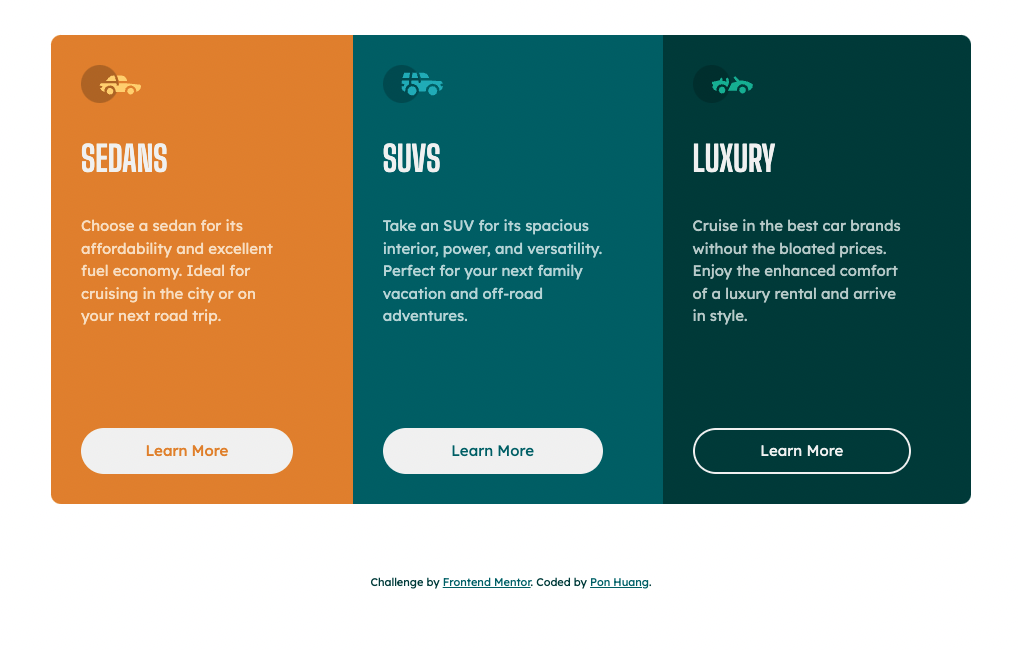 SEDANS
Choose a sedan for its
affordability and excellent
fuel economy. Ideal for
cruising in the city or on
your next road trip.
Learn More
SUVS
Take an SUV for its spacious
interior, power, and versatility.
Perfect for your next family
vacation and off-road
adventures.
Learn More
LUXURY
Cruise in the best car brands
without the bloated prices.
Enjoy the enhanced comfort
of a luxury rental and arrive
in style.
Learn More
Challenge by Frontend Mentor. Coded by Pon Huang.